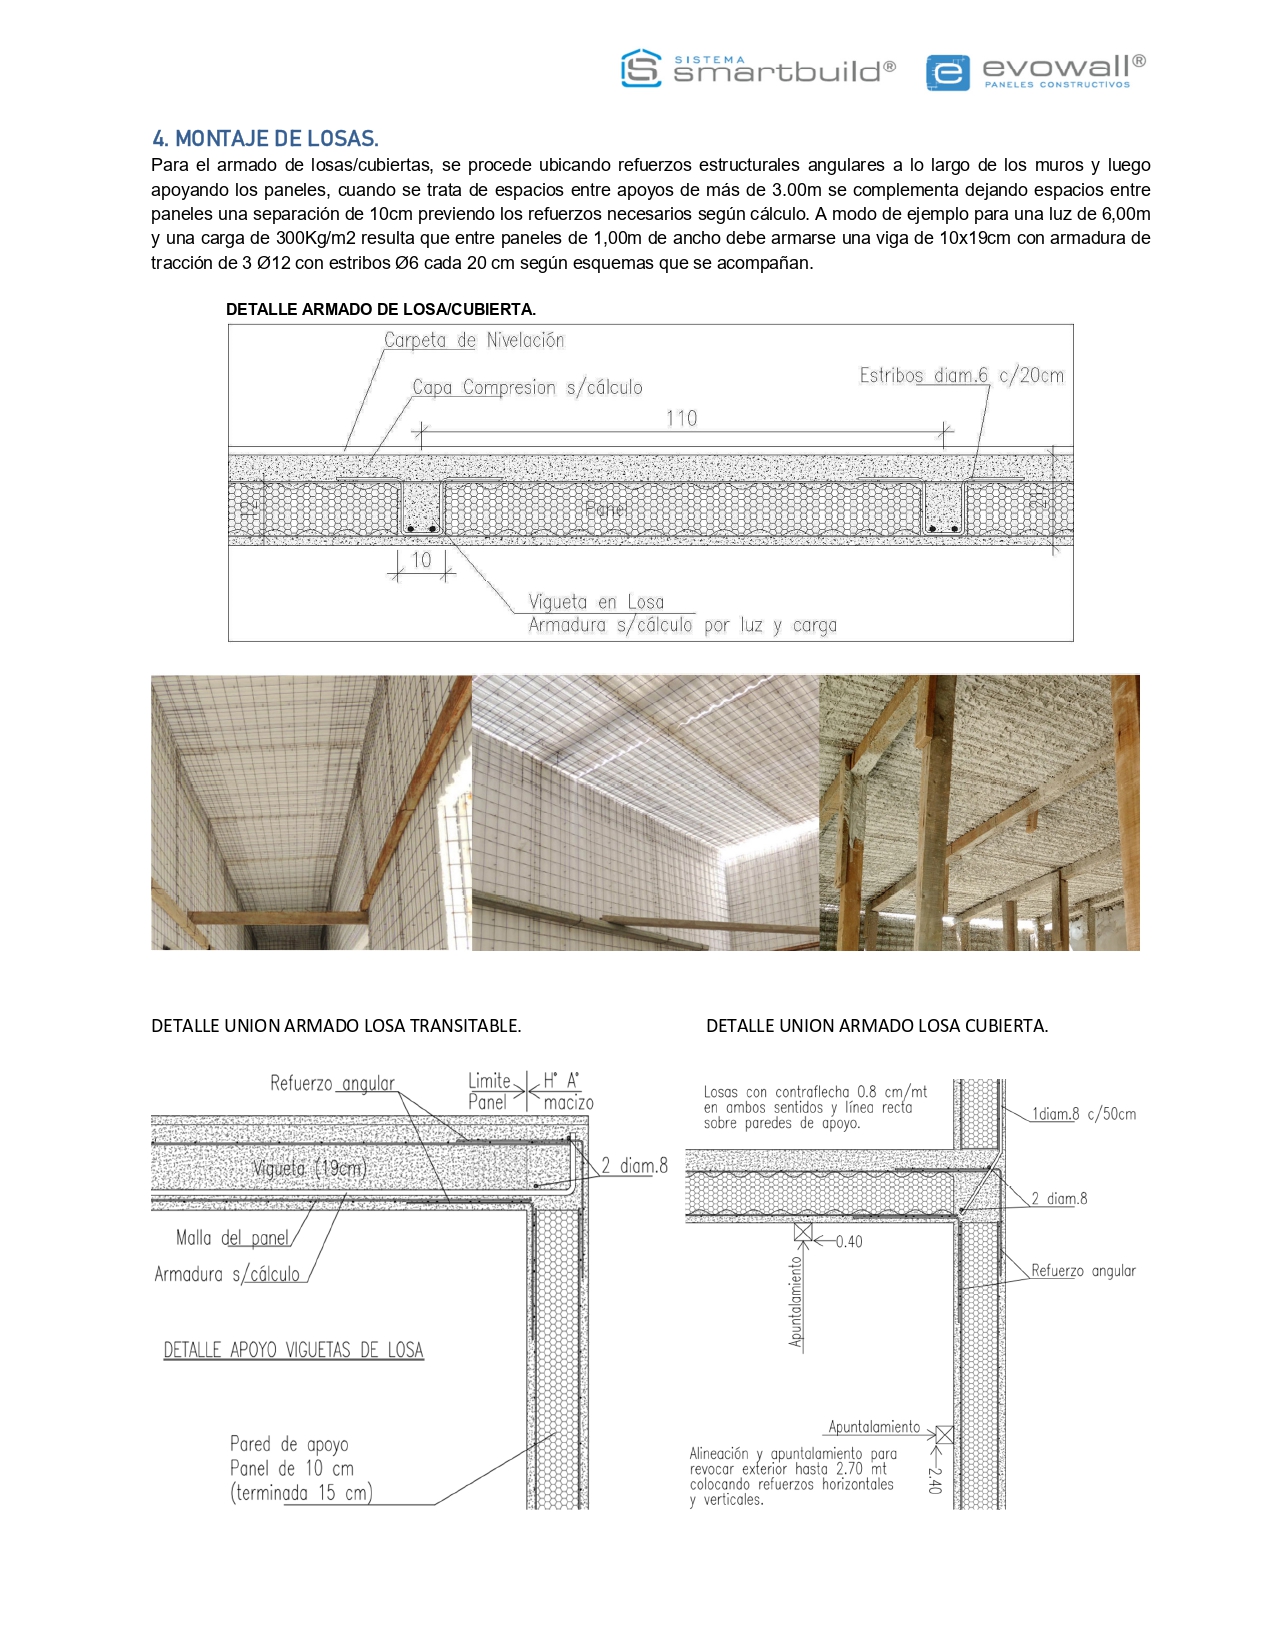 SISTEMA
smartbuild®
evowall®
PANELES CONSTRUCTIVOS
4. MONTAJE DE LOSAS.
Para el armado de losas/cubiertas, se procede ubicando refuerzos estructurales angulares a lo largo de los muros y luego
apoyando los paneles, cuando se trata de espacios entre apoyos de más de 3.00m se complementa dejando espacios entre
paneles una separación de 10cm previendo los refuerzos necesarios según cálculo. A modo de ejemplo para una luz de 6,00m
y una carga de 300Kg/m2 resulta que entre paneles de 1,00m de ancho debe armarse una viga de 10x19cm con armadura de
tracción de 3 Ø12 con estribos Ø6 cada 20 cm según esquemas que se acompañan.
DETALLE ARMADO DE LOSA/CUBIERTA.
Carpeta de Nivelación
Estribos diam.6 c/20cm
Capa Compresion s/cálculo
110
12
Panel
21
10
Vigueta en Losa
Armadura s/cálculo por luz y carga
DETALLE UNION ARMADO LOSA TRANSITABLE.
Refuerzo angular
Limite
Panel
H° A°
macizo
Vigueta (19cm)
2 diam.8
Malla del panel
Armadura s/cálculo
DETALLE APOYO VIGUETAS DE LOSA
Pared de apoyo
Panel de 10 cm
(terminada 15 cm)
DETALLE UNION ARMADO LOSA CUBIERTA.
Losas con contraflecha 0.8 cm/mt
en ambos sentidos y línea recta
sobre paredes de apoyo.
1diam.8 c/50cm
2 diam.8
0.40
Apuntalamiento
Refuerzo angular
Apuntalamiento
2.40
Alineación y apuntalamiento para
revocar exterior hasta 2.70 mt
colocando refuerzos horizontales
y verticales.